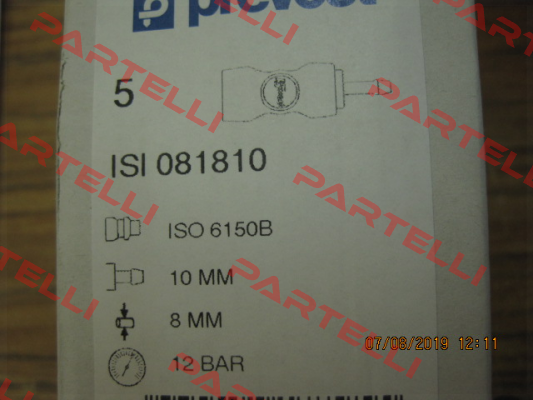 prevost
5
ISI 081810
ISO 6150B
10 MM
8 MM
12 BAR
07/08/2019 12:11
PARTELLI
PARTELLI
PARTELLI
PARTELLI
PARTELLI
PARTELLI